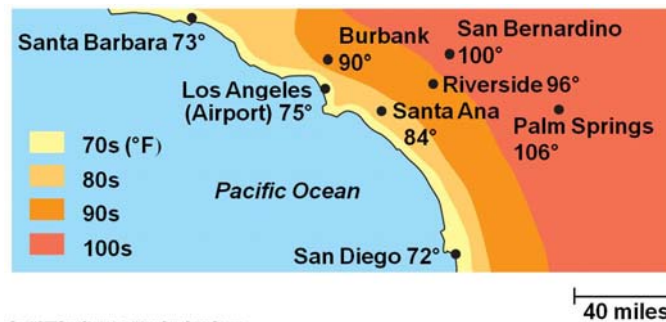 Santa Barbara 73°
Burbank
90°
San Bernardino
100°
Los Angeles
(Airport) 75°
Riverside 96°
Santa Ana
84°
Palm Springs
106°
70s (°F)
80s
90s
100s
Pacific Ocean
San Diego 72°
40 miles